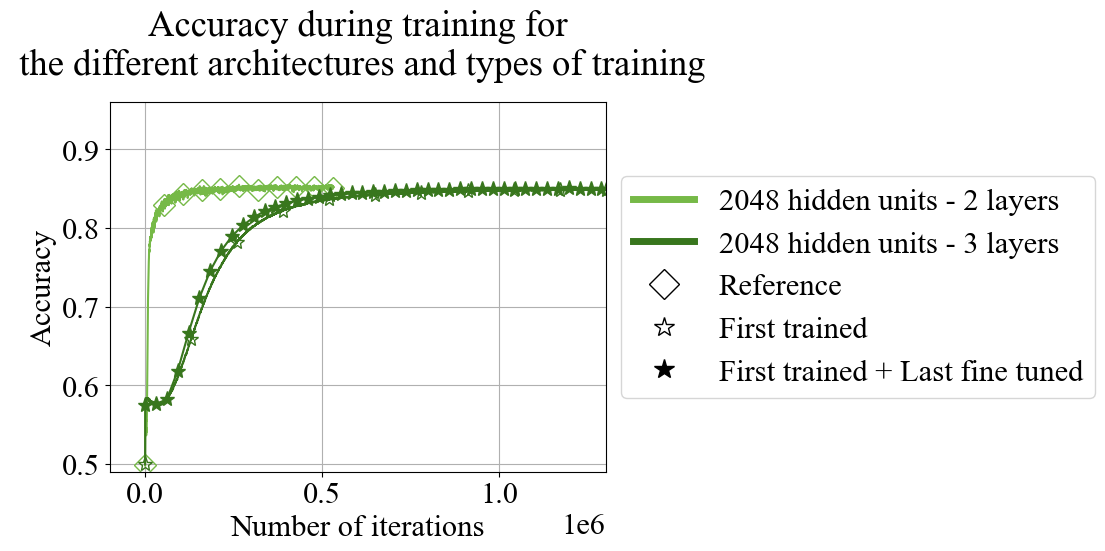 Accuracy during training for
the different architectures and types of training
0.9
0.8
0.7
0.6
0.5
Accuracy
0.0 0.5 1.0
Number of iterations
1e6
2048 hidden units - 2 layers
2048 hidden units - 3 layers
Reference
First trained
First trained + Last fine tuned